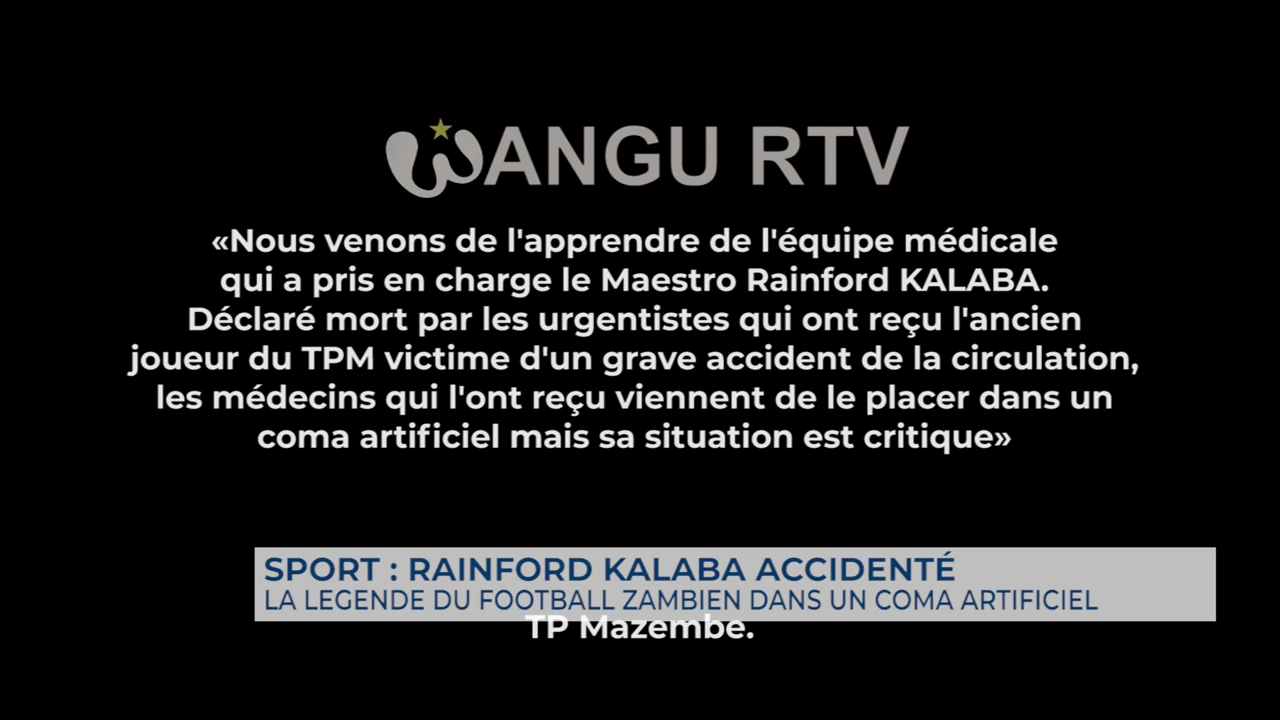 WANGU RTV
«Nous venons de l'apprendre de l'équipe médicale
qui a pris en charge le Maestro Rainford KALABA.
Déclaré mort par les urgentistes qui ont reçu l'ancien
joueur du TPM victime d'un grave accident de la circulation,
les médecins qui l'ont reçu viennent de le placer dans un
coma artificiel mais sa situation est critique»
SPORT : RAINFORD KALABA ACCIDENTÉ
LA LEGENDE DU FOOTBALL ZAMBIEN DANS UN COMA ARTIFICIEL
TP Mazembe.